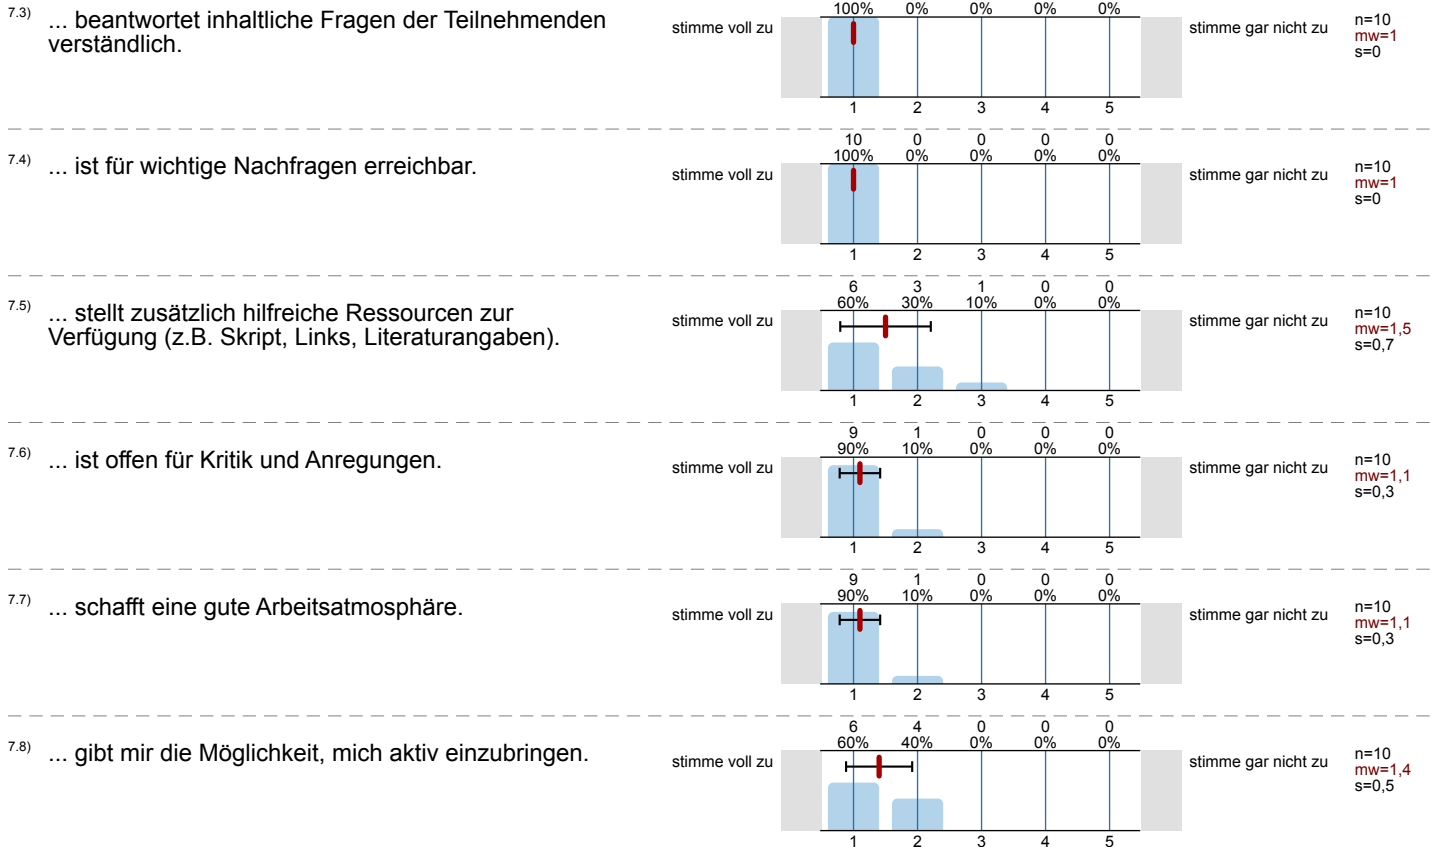 100% 0% 0% 0% 0%
7.3) ... beantwortet inhaltliche Fragen der Teilnehmenden
verständlich.
stimme voll zu
stimme gar nicht zu
n=10
mw=1
s=0
1 2 3 4 5
10 0 0 0 0
100% 0% 0% 0% 0%
7.4) ... ist für wichtige Nachfragen erreichbar.
stimme voll zu
stimme gar nicht zu
n=10
mw=1
s=0
1 2 3 4 5
6 3 1 0 0
60% 30% 10% 0% 0%
7.5) ... stellt zusätzlich hilfreiche Ressourcen zur
Verfügung (z.B. Skript, Links, Literaturangaben).
stimme voll zu
stimme gar nicht zu
n=10
mw=1,5
s=0,7
1 2 3 4 5
9 1 0 0 0
90% 10% 0% 0% 0%
7.6) ... ist offen für Kritik und Anregungen.
stimme voll zu
stimme gar nicht zu
n=10
mw=1,1
s=0,3
1 2 3 4 5
9 1 0 0 0
90% 10% 0% 0% 0%
7.7) ... schafft eine gute Arbeitsatmosphäre.
stimme voll zu
stimme gar nicht zu
n=10
mw=1,1
s=0,3
1 2 3 4 5
6 4 0 0 0
60% 40% 0% 0% 0%
7.8) ... gibt mir die Möglichkeit, mich aktiv einzubringen.
stimme voll zu
stimme gar nicht zu
n=10
mw=1,4
s=0,5
1 2 3 4 5